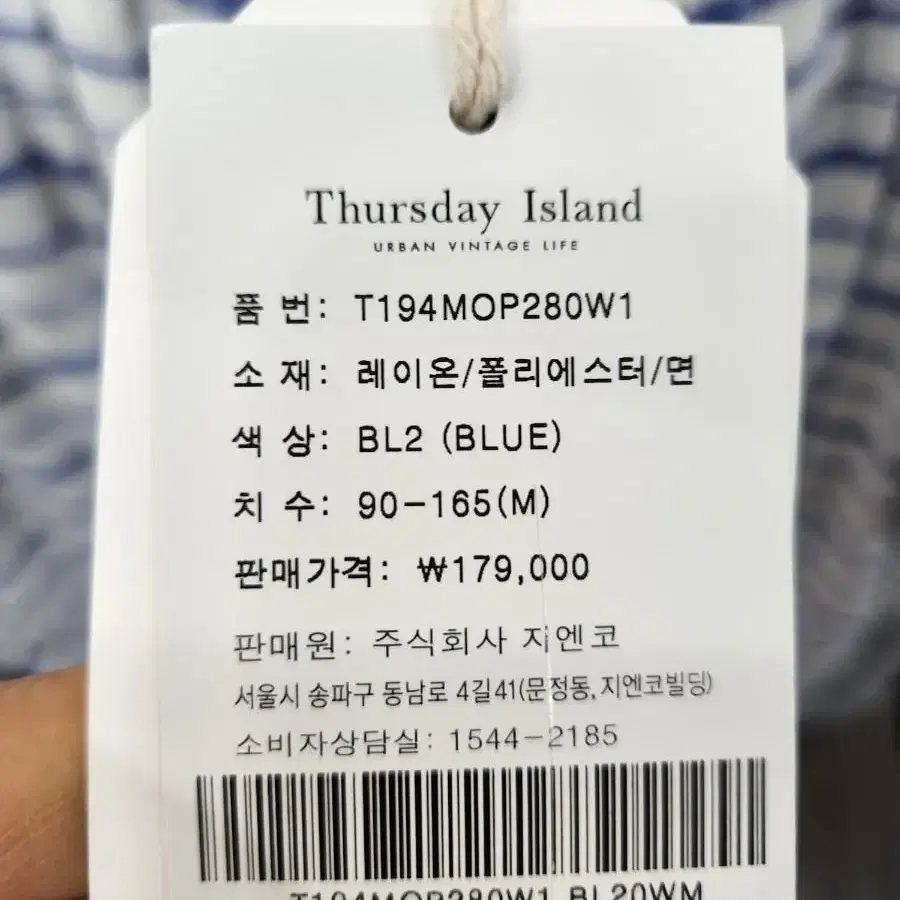 Thursday Island
URBAN VINTAGE LIFE
품 번: T194MOP280W1
소 재: 레이온/폴리에스터/면
색 상: BL2 (BLUE)
치 수: 90-165(M)
판매가격: ₩179,000
판매원: 주식회사 지엔코
서울시 송파구 동남로 4길41(문정동, 지엔코빌딩)
소비자상담실: 1544-2185
T194MOP280W1 BL20WM